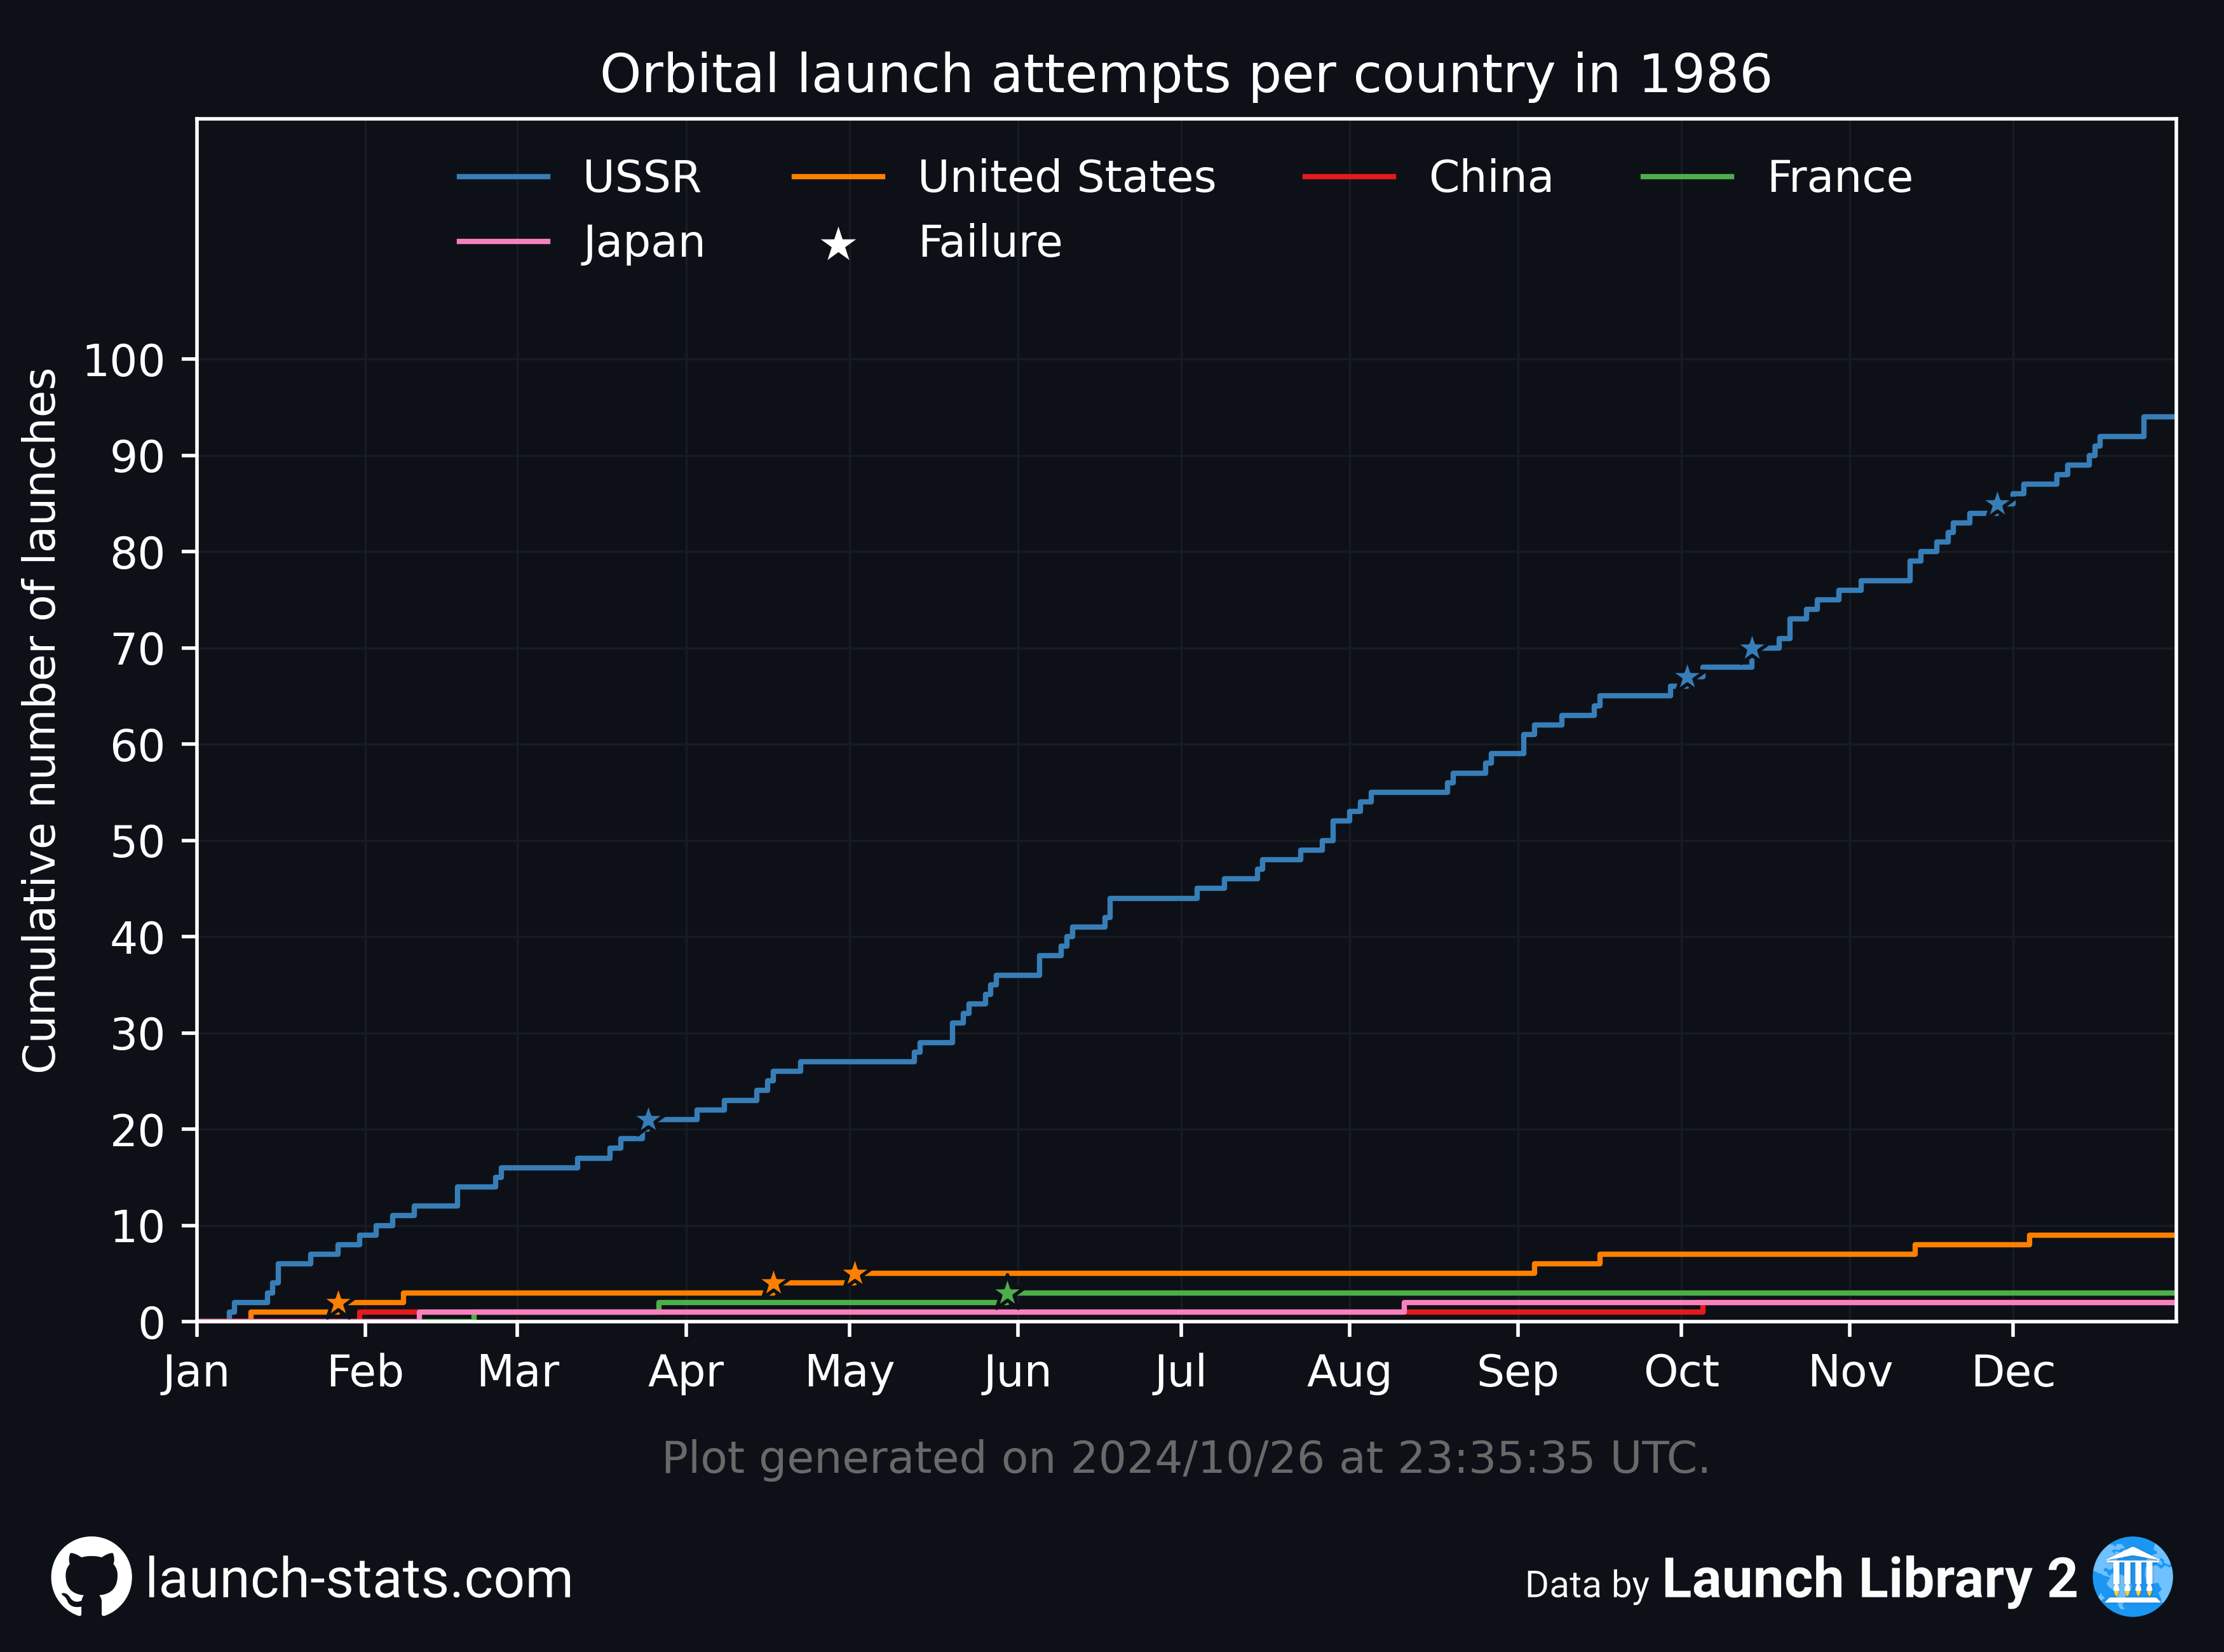 Orbital launch attempts per country in 1986
USSR United States China France
Japan Failure
Cumulative number of launches
100
90
80
70
60
50
40
30
20
10
0
Jan Feb Mar Apr May Jun Jul Aug Sep Oct Nov Dec
Plot generated on 2024/10/26 at 23:35:35 UTC.
launch-stats.com
Data by Launch Library 2